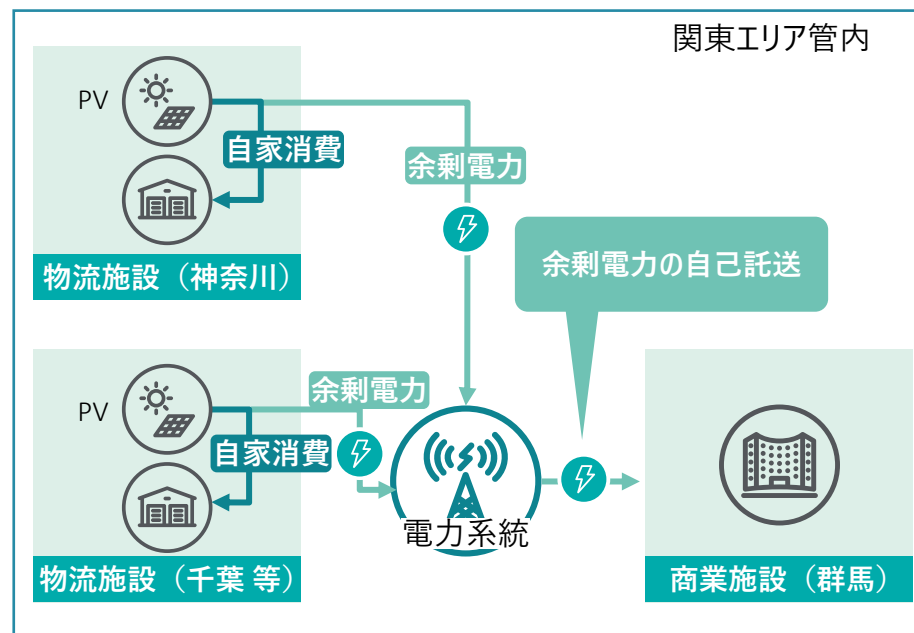 関東エリア管内
PV
自家消費
余剰電力
物流施設（神奈川）
余剰電力の自己託送
PV
余剰電力
自家消費
電力系統
物流施設（千葉 等）
商業施設（群馬）